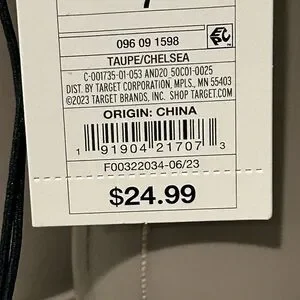 096 09 1598
TAUPE/CHELSEA
C-001735-01-053 AND20 50C01-0025
DIST. BY TARGET CORPORATION, MPLS., MN 55403
©2023 TARGET BRANDS, INC. SHOP TARGET.COM
ORIGIN: CHINA
1 91904 21707 3
F00322034-06/23
$24.99